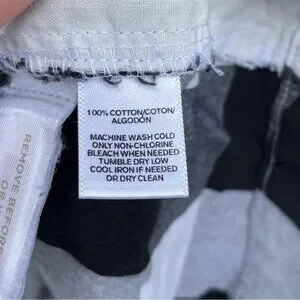 100% COTTON/COTON/
ALGODÓN
MACHINE WASH COLD
ONLY NON-CHLORINE
BLEACH WHEN NEEDED
TUMBLE DRY LOW
COOL IRON IF NEEDED
OR DRY CLEAN
REMOVE BEFORE